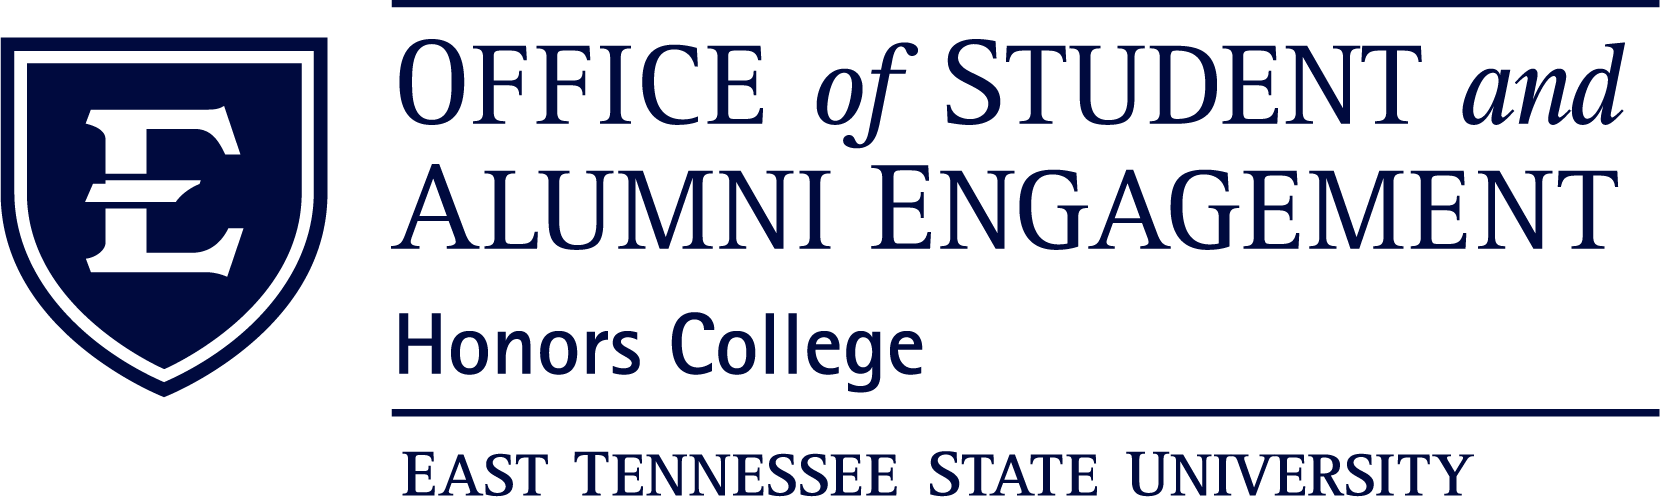 E
OFFICE of STUDENT and
ALUMNI ENGAGEMENT
Honors College
EAST TENNESSEE STATE UNIVERSITY